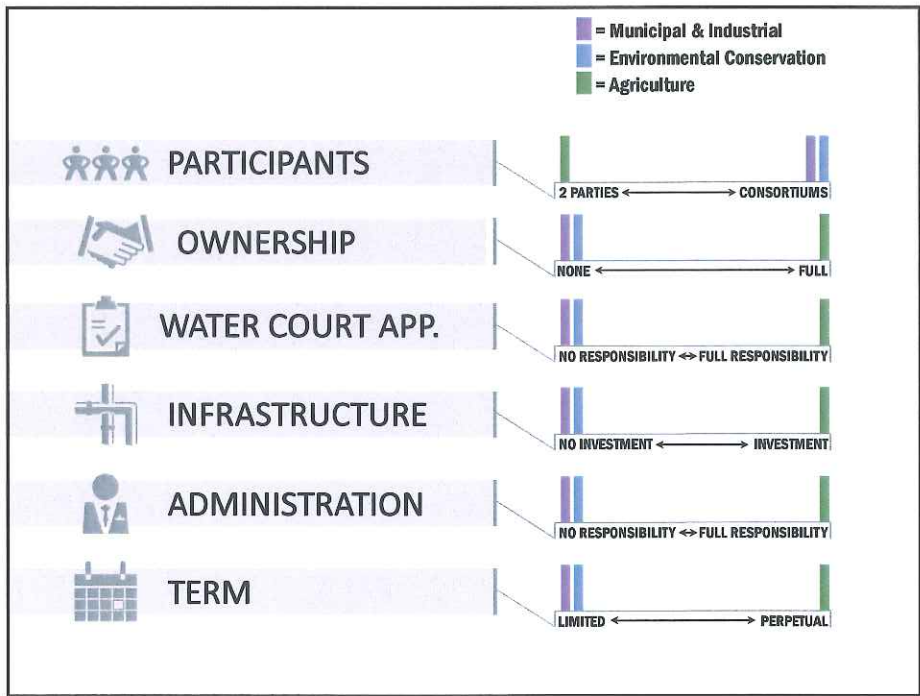 = Municipal & Industrial
= Environmental Conservation
= Agriculture
PARTICIPANTS
2 PARTIES CONSORTIUMS
OWNERSHIP
NONE FULL
WATER COURT APP.
NO RESPONSIBILITY ↔ FULL RESPONSIBILITY
INFRASTRUCTURE
NO INVESTMENT INVESTMENT
ADMINISTRATION
NO RESPONSIBILITY ↔ FULL RESPONSIBILITY
TERM
LIMITED PERPETUAL